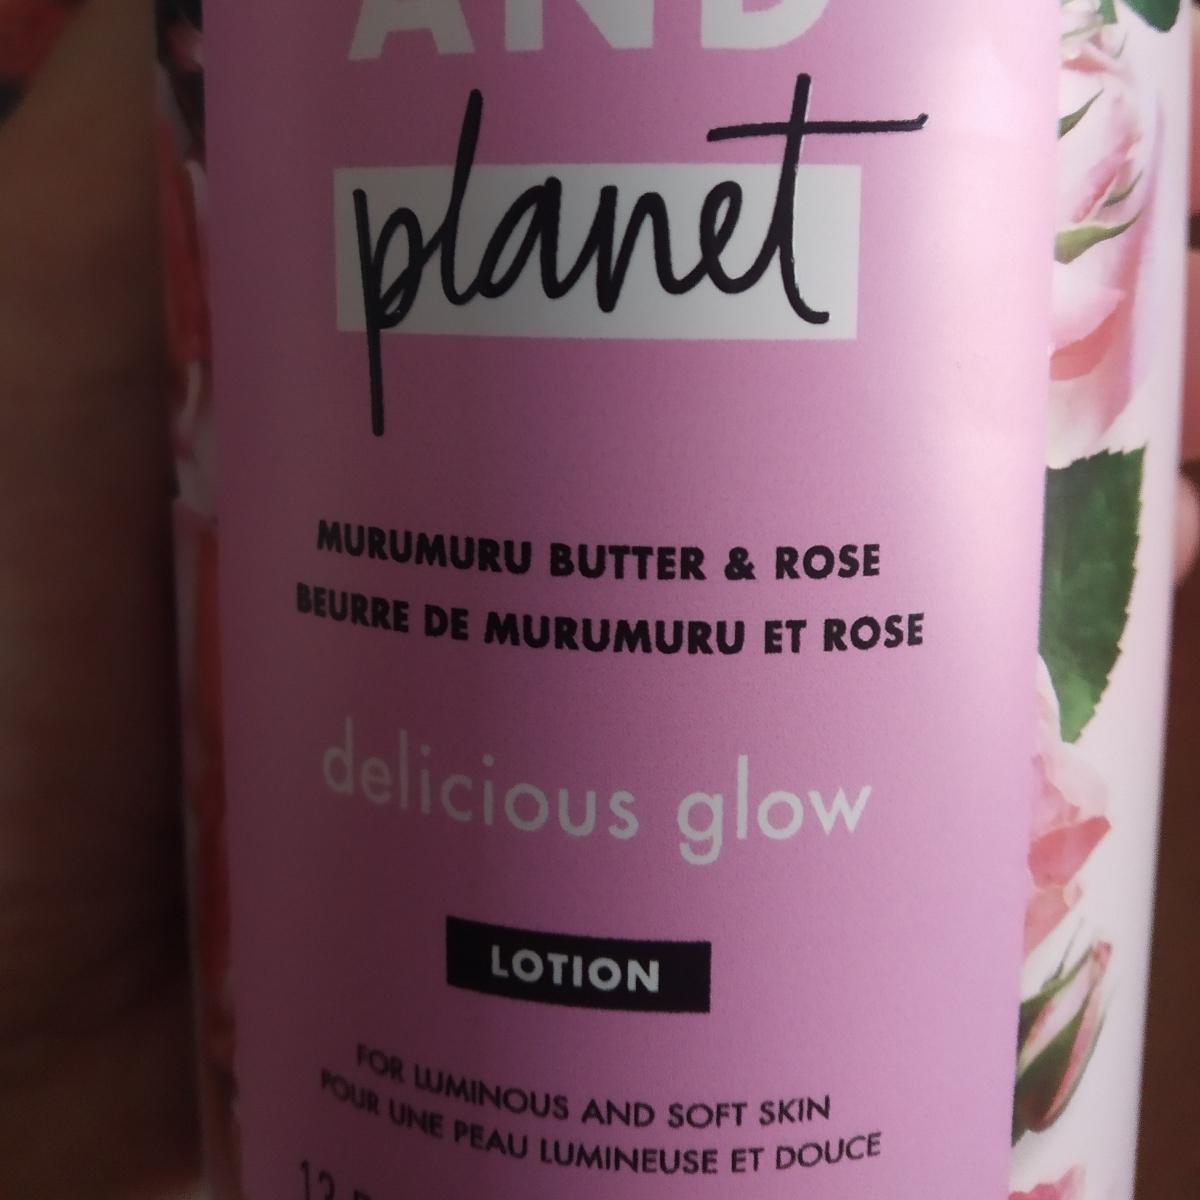 AND
planet
MURUMURU BUTTER & ROSE
BEURRE DE MURUMURU ET ROSE
delicious glow
LOTION
FOR LUMINOUS AND SOFT SKIN
POUR UNE PEAU LUMINEUSE ET DOUCE